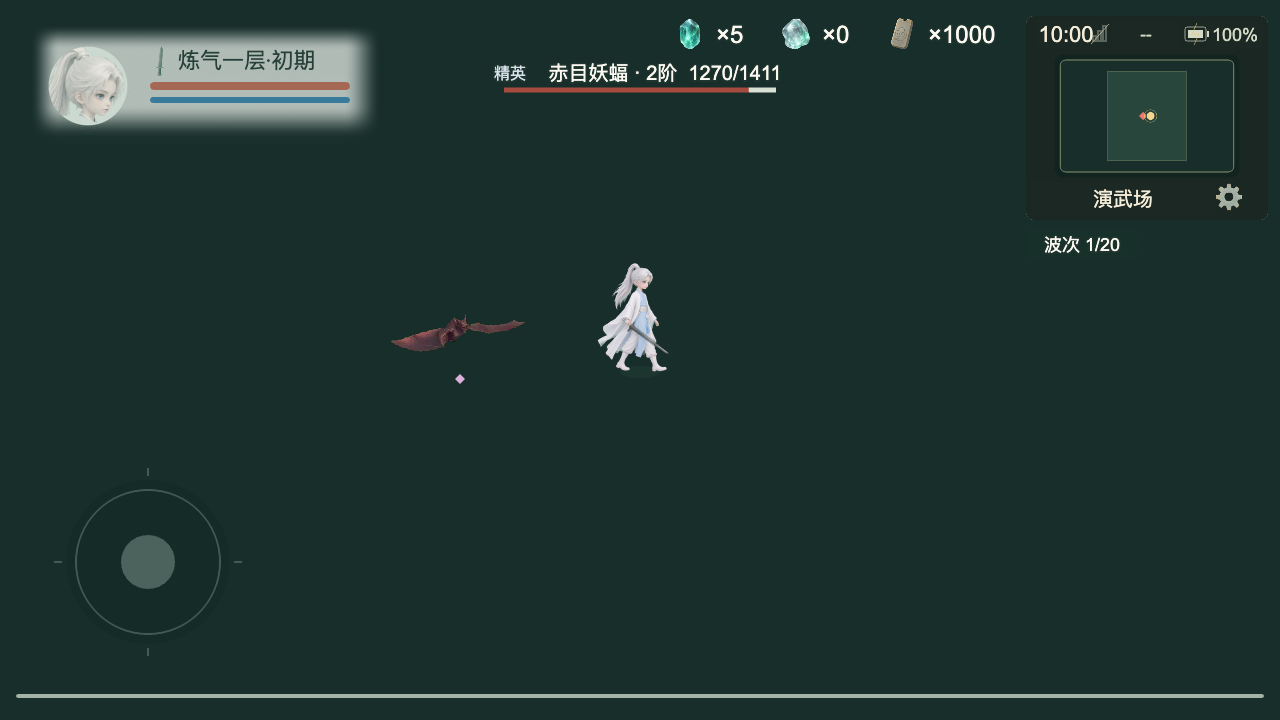 炼气一层·初期
×5
×0
×1000
精英 赤目妖蝠 · 2阶 1270/1411
10:00 -- 100%
演武场
波次 1/20